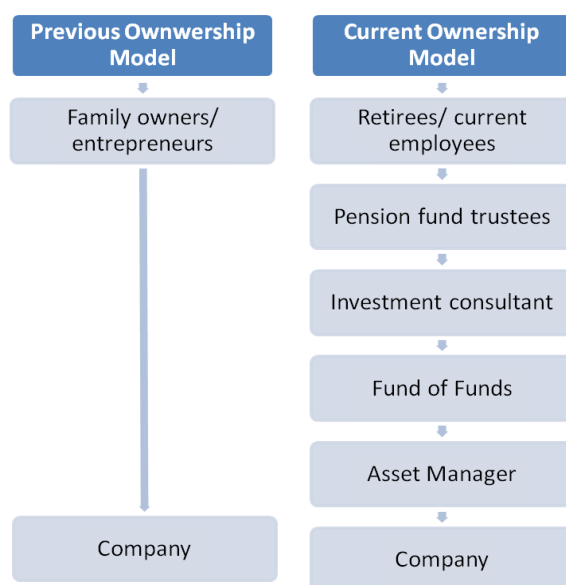 Previous Ownwership
Model
Family owners/
entrepreneurs
Company
Current Ownership
Model
Retirees/ current
employees
Pension fund trustees
Investment consultant
Fund of Funds
Asset Manager
Company